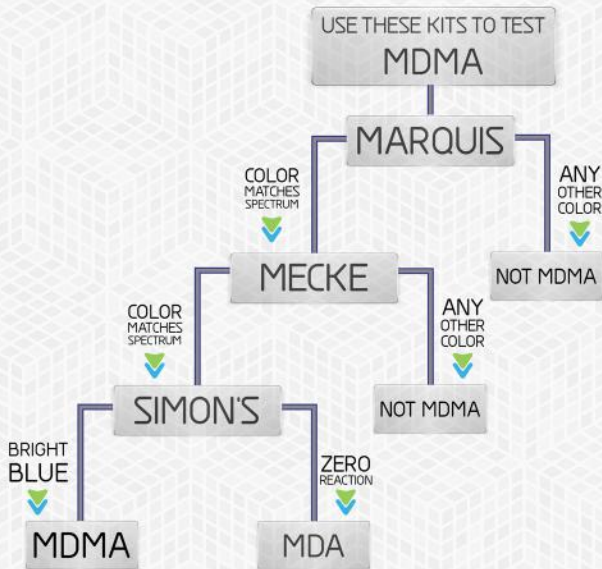 USE THESE KITS TO TEST
MDMA
MARQUIS
COLOR
MATCHES
SPECTRUM
ANY
OTHER
COLOR
MECKE
NOT MDMA
COLOR
MATCHES
SPECTRUM
ANY
OTHER
COLOR
SIMON'S
NOT MDMA
BRIGHT
BLUE
ZERO
REACTION
MDMA
MDA